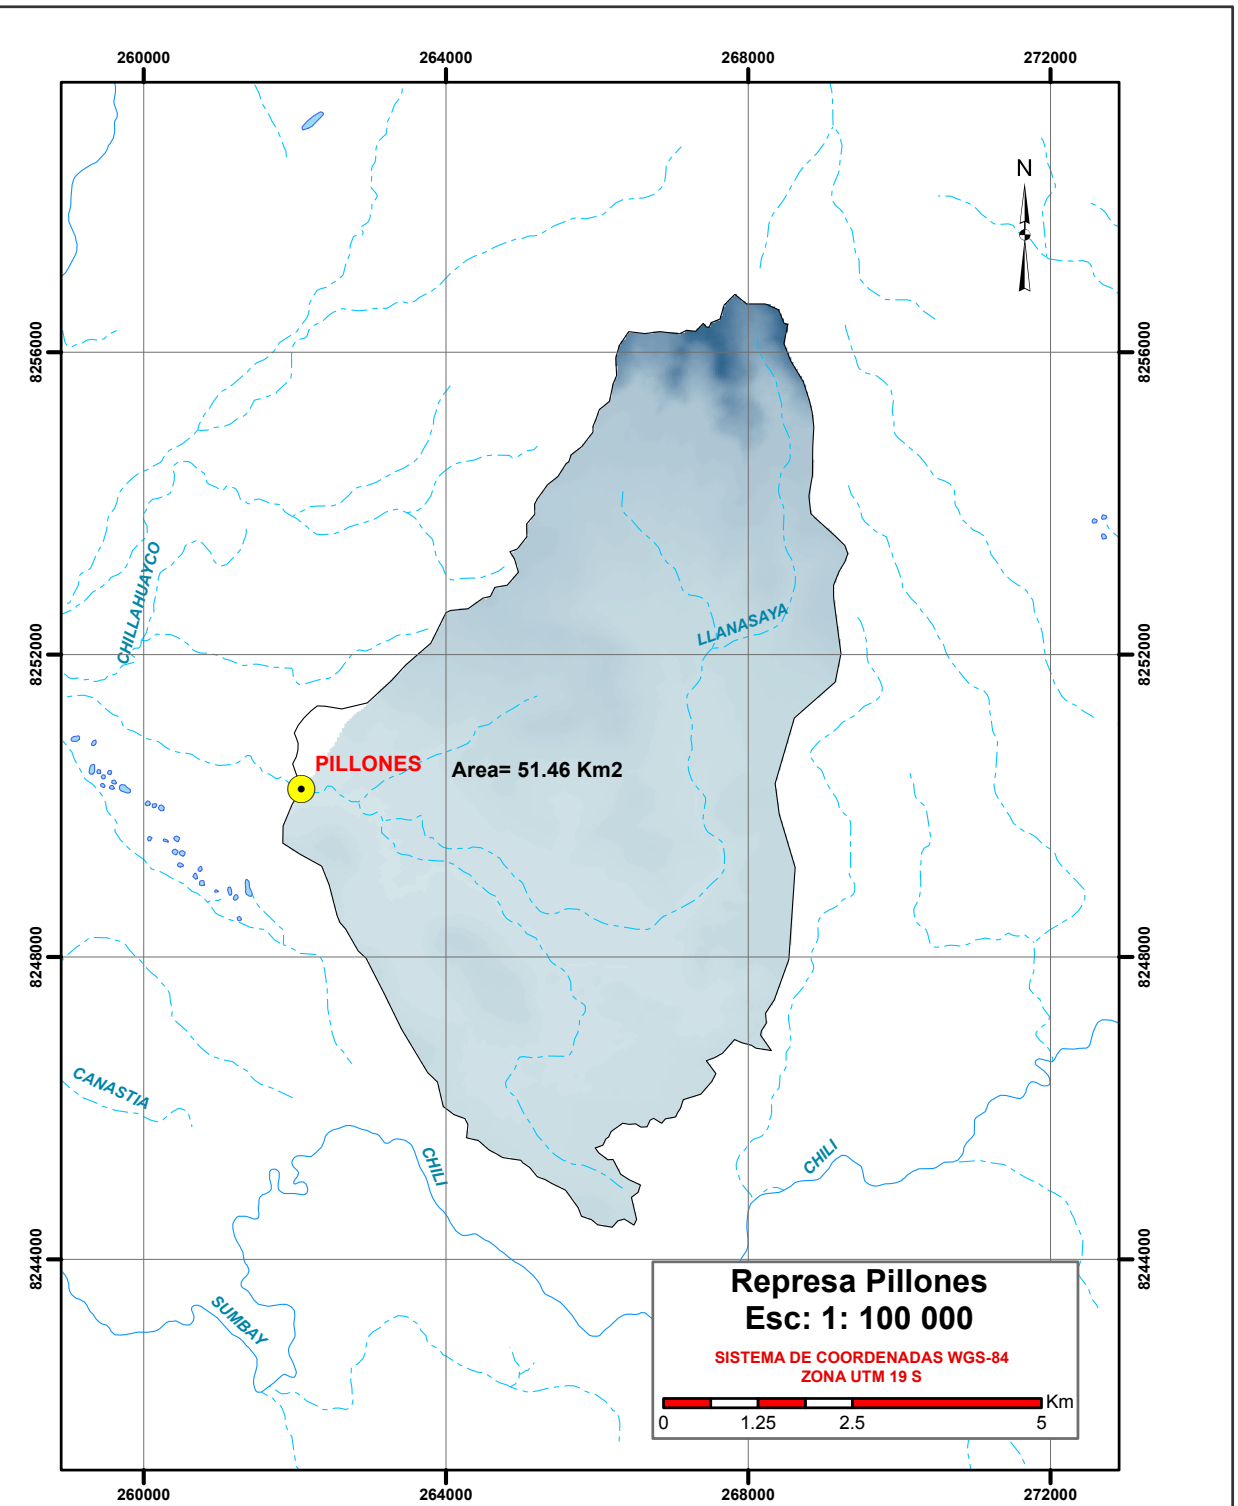 260000
264000
268000
272000
N
8256000
8256000
CHILLAHUAYCO
LLANASAYA
8252000
8252000
PILLONES
Area= 51.46 Km2
8248000
8248000
CANASTIA
CHILI
CHILI
8244000
8244000
SUMBAY
Represa Pillones
Esc: 1: 100 000
SISTEMA DE COORDENADAS WGS-84
ZONA UTM 19 S
Km
0 1.25 2.5 5
260000
264000
268000
272000